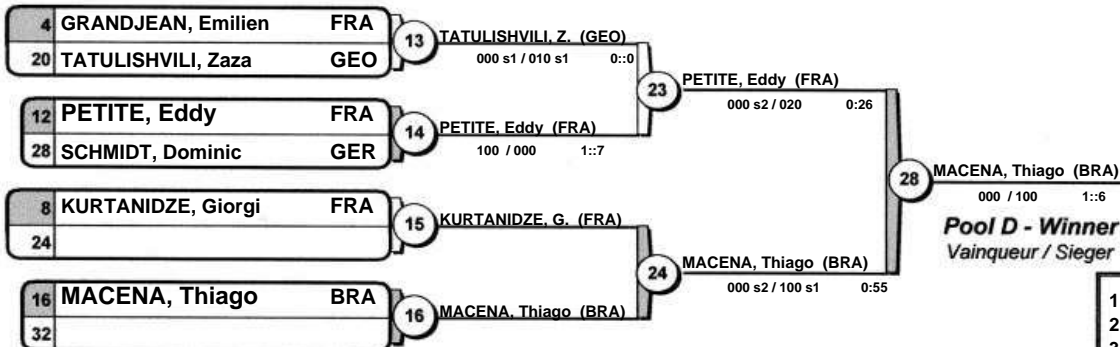 4 GRANDJEAN, Emilien FRA
20 TATULISHVILI, Zaza GEO
13
TATULISHVILI, Z. (GEO)
000 s1 / 010 s1 0::0
12 PETITE, Eddy FRA
28 SCHMIDT, Dominic GER
14
PETITE, Eddy (FRA)
100 / 000 1::7
23
PETITE, Eddy (FRA)
000 s2 / 020 0:26
8 KURTANIDZE, Giorgi FRA
24
15
KURTANIDZE, G. (FRA)
16 MACENA, Thiago BRA
32
16
MACENA, Thiago (BRA)
24
MACENA, Thiago (BRA)
000 s2 / 100 s1 0:55
28
MACENA, Thiago (BRA)
000 / 100 1::6
Pool D - Winner
Vainqueur / Sieger
1
2